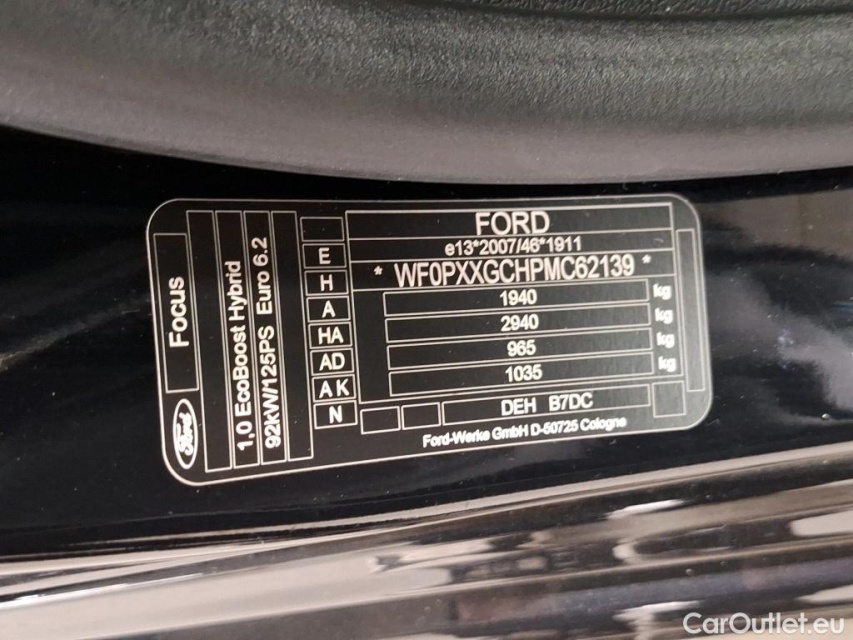 FORD
e13*2007/46*1911
* WF0PXXGCHPMC62139 *
1940 kg
2940 kg
965 kg
1035 kg
DEH B7DC
Ford-Werke GmbH D-50725 Cologne
E
H
A
HA
AD
AK
N
1,0 EcoBoost Hybrid
92kW/125PS Euro 6.2
Focus
Ford
CarOutlet.eu